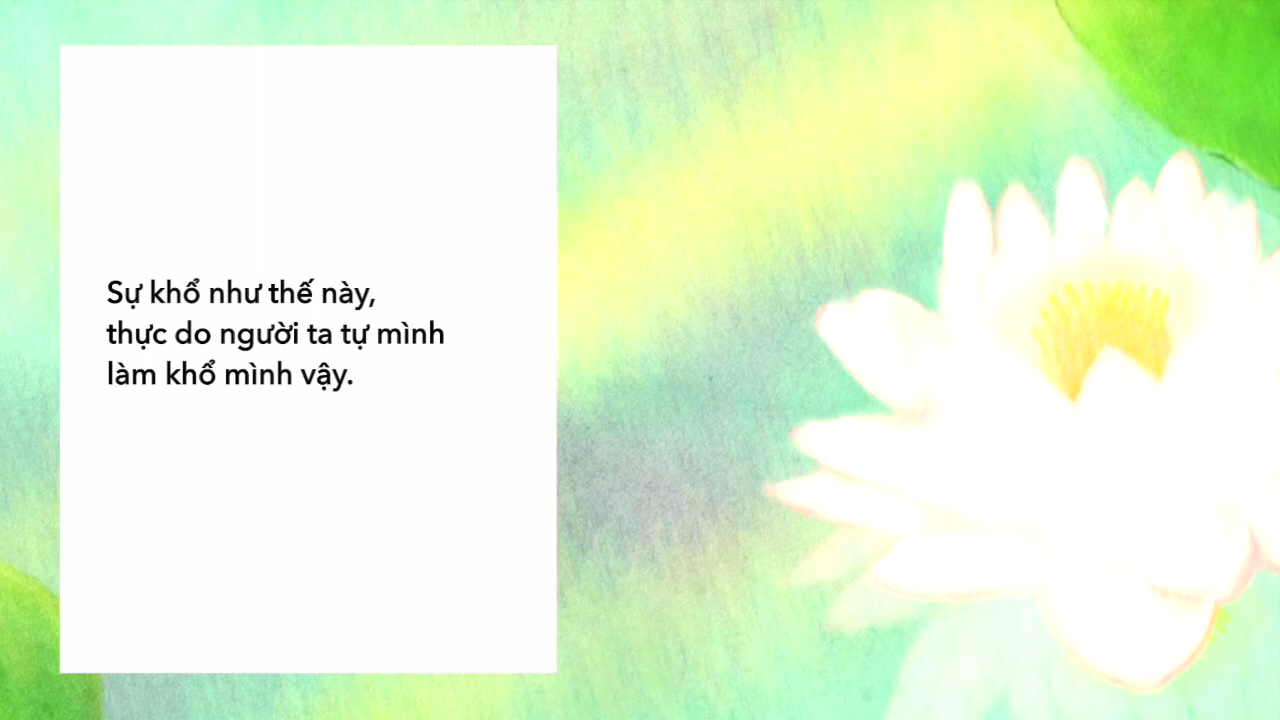 Sự khổ như thế này,
thực do người ta tự mình
làm khổ mình vậy.